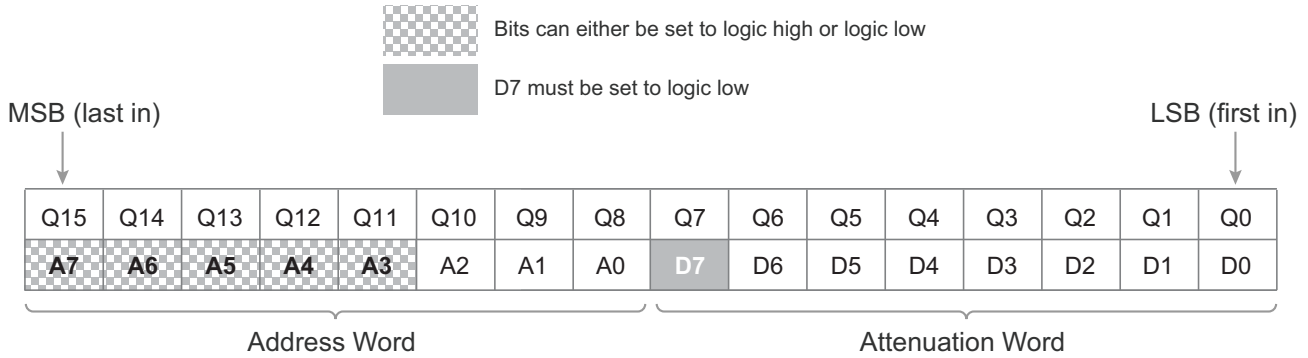 Bits can either be set to logic high or logic low
D7 must be set to logic low
MSB (last in)
LSB (first in)
Q15 Q14 Q13 Q12 Q11 Q10 Q9 Q8 Q7 Q6 Q5 Q4 Q3 Q2 Q1 Q0
A7 A6 A5 A4 A3 A2 A1 A0 D7 D6 D5 D4 D3 D2 D1 D0
Address Word
Attenuation Word